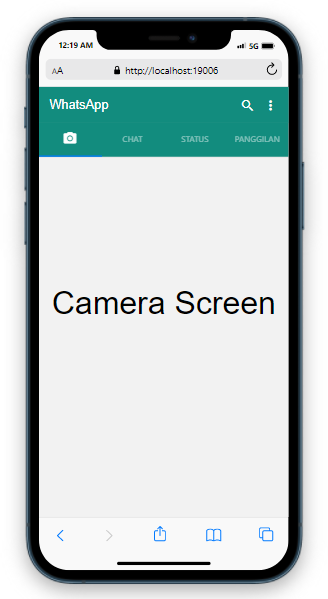 12:19 AM 5G
AA http://localhost:19006
WhatsApp
CHAT STATUS PANGGILAN
Camera Screen